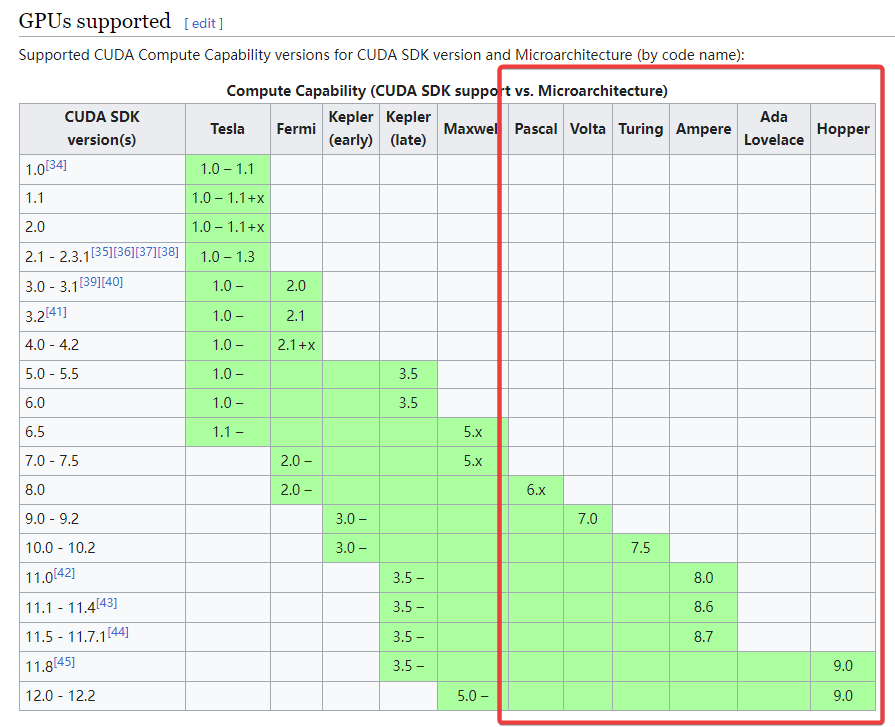 GPUs supported [ edit ]
Supported CUDA Compute Capability versions for CUDA SDK version and Microarchitecture (by code name):
Compute Capability (CUDA SDK support vs. Microarchitecture)
CUDA SDK version(s) Tesla Fermi Kepler (early) Kepler (late) Maxwell Pascal Volta Turing Ampere Ada Lovelace Hopper
1.0[34] 1.0 – 1.1
1.1 1.0 – 1.1+x
2.0 1.0 – 1.1+x
2.1 - 2.3.1[35][36][37][38] 1.0 – 1.3
3.0 - 3.1[39][40] 1.0 – 2.0
3.2[41] 1.0 – 2.1
4.0 - 4.2 1.0 – 2.1+x
5.0 - 5.5 1.0 – 3.5
6.0 1.0 – 3.5
6.5 1.1 – 5.x
7.0 - 7.5 2.0 – 5.x
8.0 2.0 – 6.x
9.0 - 9.2 3.0 – 7.0
10.0 - 10.2 3.0 – 7.5
11.0[42] 3.5 – 8.0
11.1 - 11.4[43] 3.5 – 8.6
11.5 - 11.7.1[44] 3.5 – 8.7
11.8[45] 3.5 – 9.0
12.0 - 12.2 5.0 – 9.0